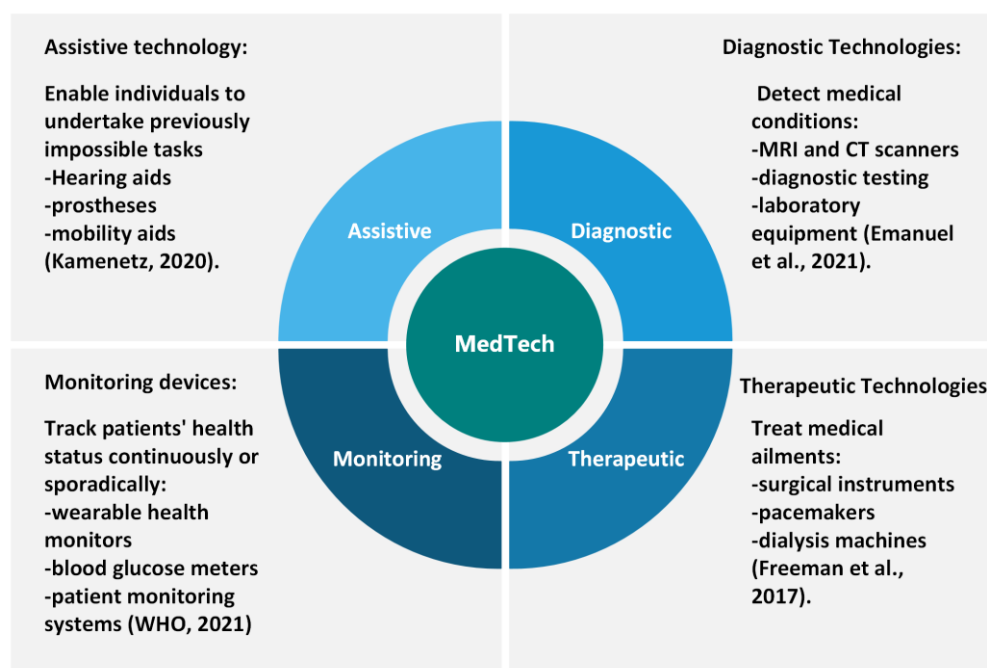 Assistive technology:
Enable individuals to
undertake previously
impossible tasks
-Hearing aids
-prostheses
-mobility aids
(Kamenetz, 2020).
Diagnostic Technologies:
Detect medical
conditions:
-MRI and CT scanners
-diagnostic testing
-laboratory
equipment (Emanuel
et al., 2021).
Assistive
Diagnostic
MedTech
Monitoring
Therapeutic
Monitoring devices:
Track patients' health
status continuously or
sporadically:
-wearable health
monitors
-blood glucose meters
-patient monitoring
systems (WHO, 2021)
Therapeutic Technologies
Treat medical
ailments:
-surgical instruments
-pacemakers
-dialysis machines
(Freeman et al.,
2017).